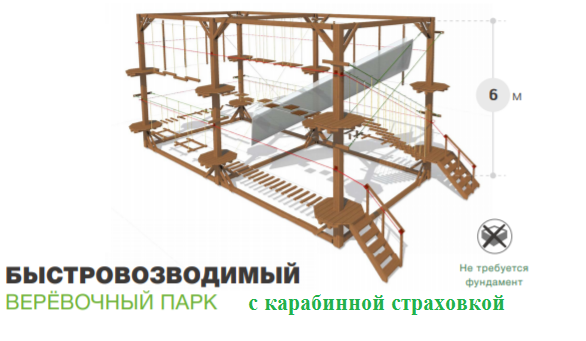 6 м
Не требуется
фундамент
БЫСТРОВОЗВОДИМЫЙ
ВЕРЁВОЧНЫЙ ПАРК с карабинной страховкой